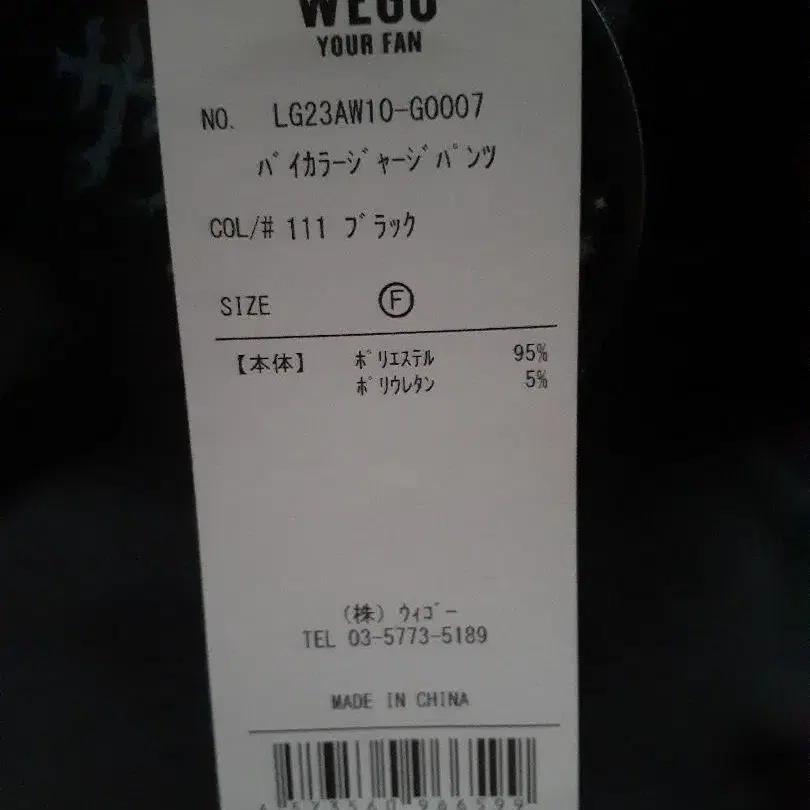 WEGO
YOUR FAN
NO. LG23AW10-G0007
ﾊﾞｲｶﾗｰｼﾞｬｰｼﾞﾊﾟﾝﾂ
COL/# 111 ﾌﾞﾗｯｸ
SIZE Ⓕ
【本体】 ﾎﾟﾘｴｽﾃﾙ 95%
ﾎﾟﾘｳﾚﾀﾝ 5%
(株) ｳｨｺﾞｰ
TEL 03-5773-5189
MADE IN CHINA